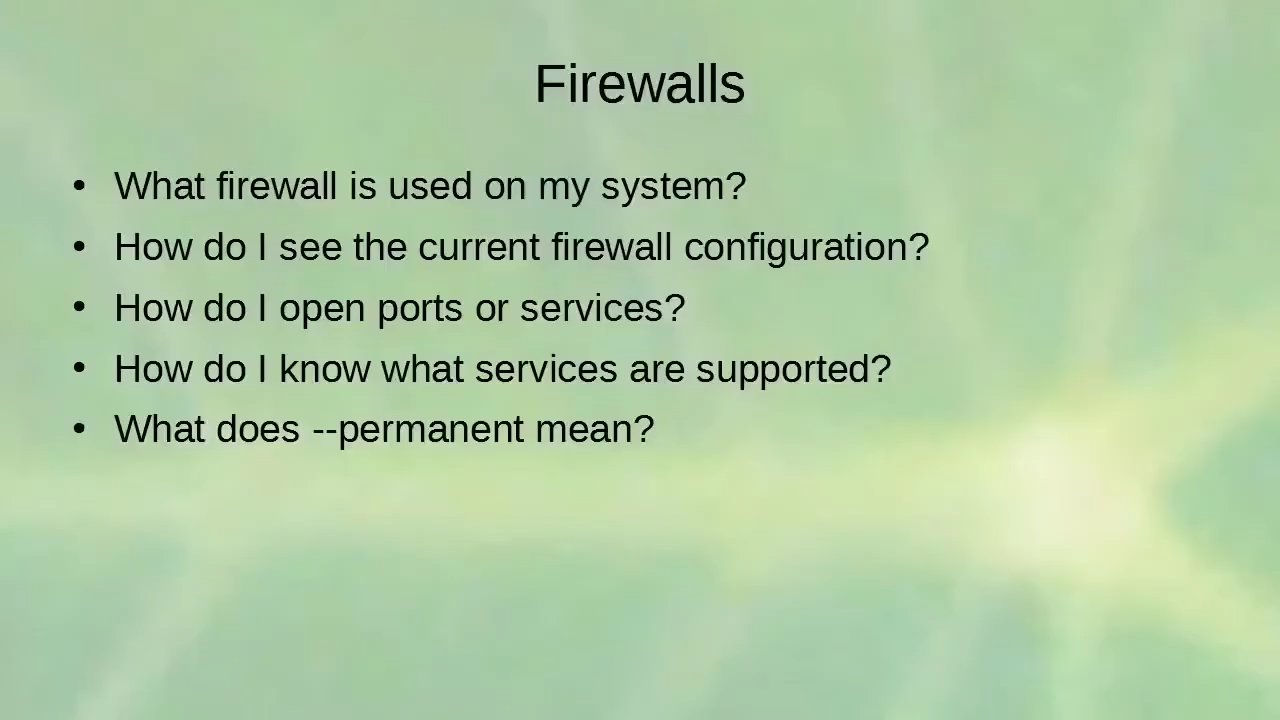 Firewalls
• What firewall is used on my system?
• How do I see the current firewall configuration?
• How do I open ports or services?
• How do I know what services are supported?
• What does --permanent mean?